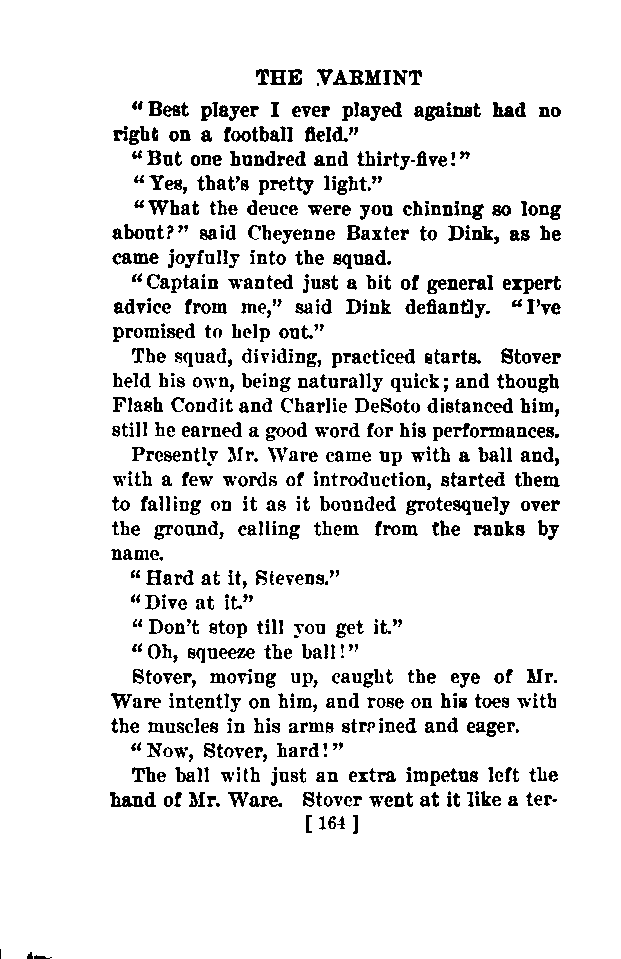 THE VARMINT
“Best player I ever played against had no
right on a football field.”
“But one hundred and thirty-five!”
“Yes, that’s pretty light.”
“What the deuce were you chinning so long
about?” said Cheyenne Baxter to Dink, as he
came joyfully into the squad.
“Captain wanted just a bit of general expert
advice from me,” said Dink defiantly. “I’ve
promised to help out.”
The squad, dividing, practiced starts. Stover
held his own, being naturally quick; and though
Flash Condit and Charlie DeSoto distanced him,
still he earned a good word for his performances.
Presently Mr. Ware came up with a ball and,
with a few words of introduction, started them
to falling on it as it bounded grotesquely over
the ground, calling them from the ranks by
name.
“Hard at it, Stevens.”
“Dive at it.”
“Don’t stop till you get it.”
“Oh, squeeze the ball!”
Stover, moving up, caught the eye of Mr.
Ware intently on him, and rose on his toes with
the muscles in his arms strained and eager.
“Now, Stover, hard!”
The ball with just an extra impetus left the
hand of Mr. Ware. Stover went at it like a ter-
[ 164 ]